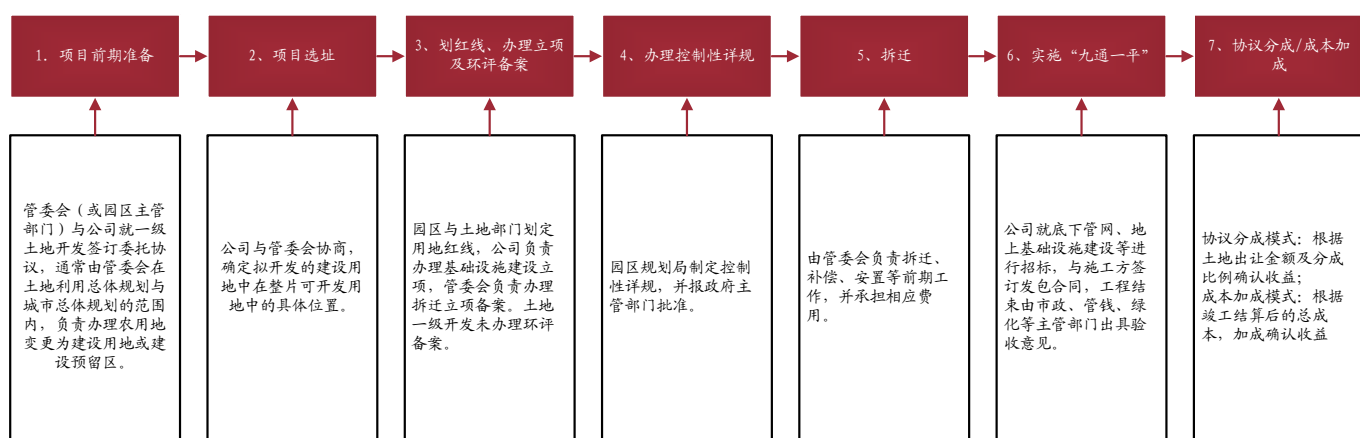 1. 项目前期准备
2、项目选址
3、划红线、办理立项
及环评备案
4、办理控制性详规
5、拆迁
6、实施“九通一平”
7、协议分成/成本加
成
管委会（或园区主管
部门）与公司就一级
土地开发签订委托协
议，通常由管委会在
土地利用总体规划与
城市总体规划的范围
内，负责办理农用地
变更为建设用地或建
设预留区。
公司与管委会协商，
确定拟开发的建设用
地中在整片可开发用
地中的具体位置。
园区与土地部门划定
用地红线，公司负责
办理基础设施建设立
项，管委会负责办理
拆迁立项备案。土地
一级开发未办理环评
备案。
园区规划局制定控制
性详规，并报政府主
管部门批准。
由管委会负责拆迁、
补偿、安置等前期工
作，并承担相应费
用。
公司就底下管网、地
上基础设施建设等进
行招标，与施工方签
订发包合同，工程结
束由市政、管钱、绿
化等主管部门出具验
收意见。
协议分成模式：根据
土地出让金额及分成
比例确认收益；
成本加成模式：根据
竣工结算后的总成
本，加成确认收益